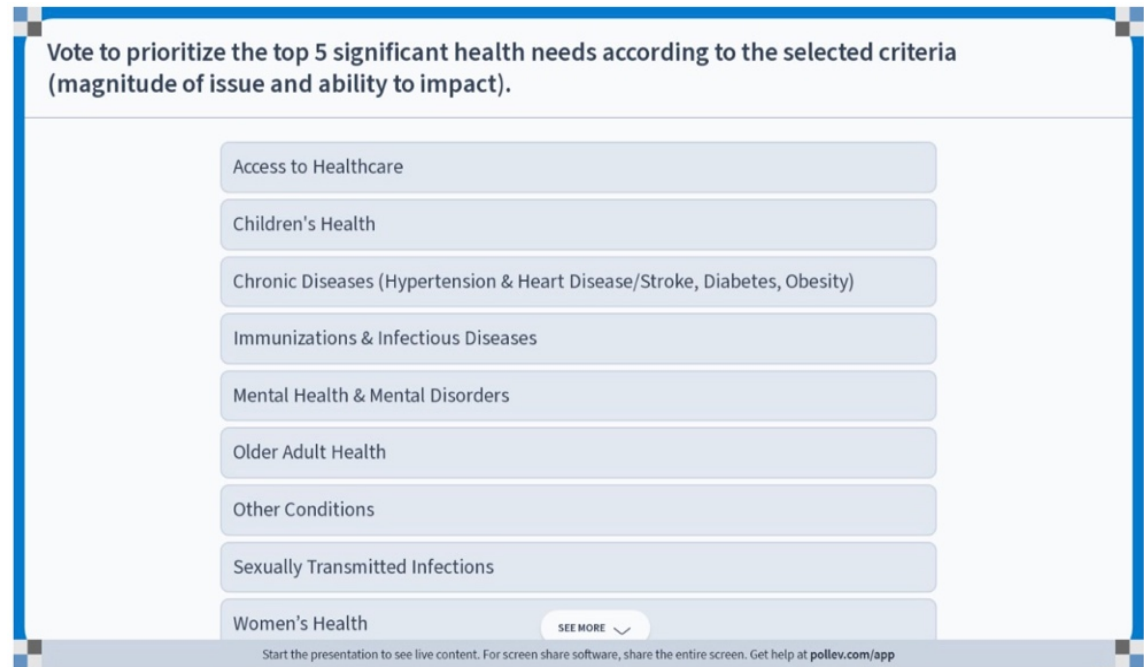 Vote to prioritize the top 5 significant health needs according to the selected criteria
(magnitude of issue and ability to impact).
Access to Healthcare
Children's Health
Chronic Diseases (Hypertension & Heart Disease/Stroke, Diabetes, Obesity)
Immunizations & Infectious Diseases
Mental Health & Mental Disorders
Older Adult Health
Other Conditions
Sexually Transmitted Infections
Women's Health
SEE MORE
Start the presentation to see live content. For screen share software, share the entire screen. Get help at pollev.com/app